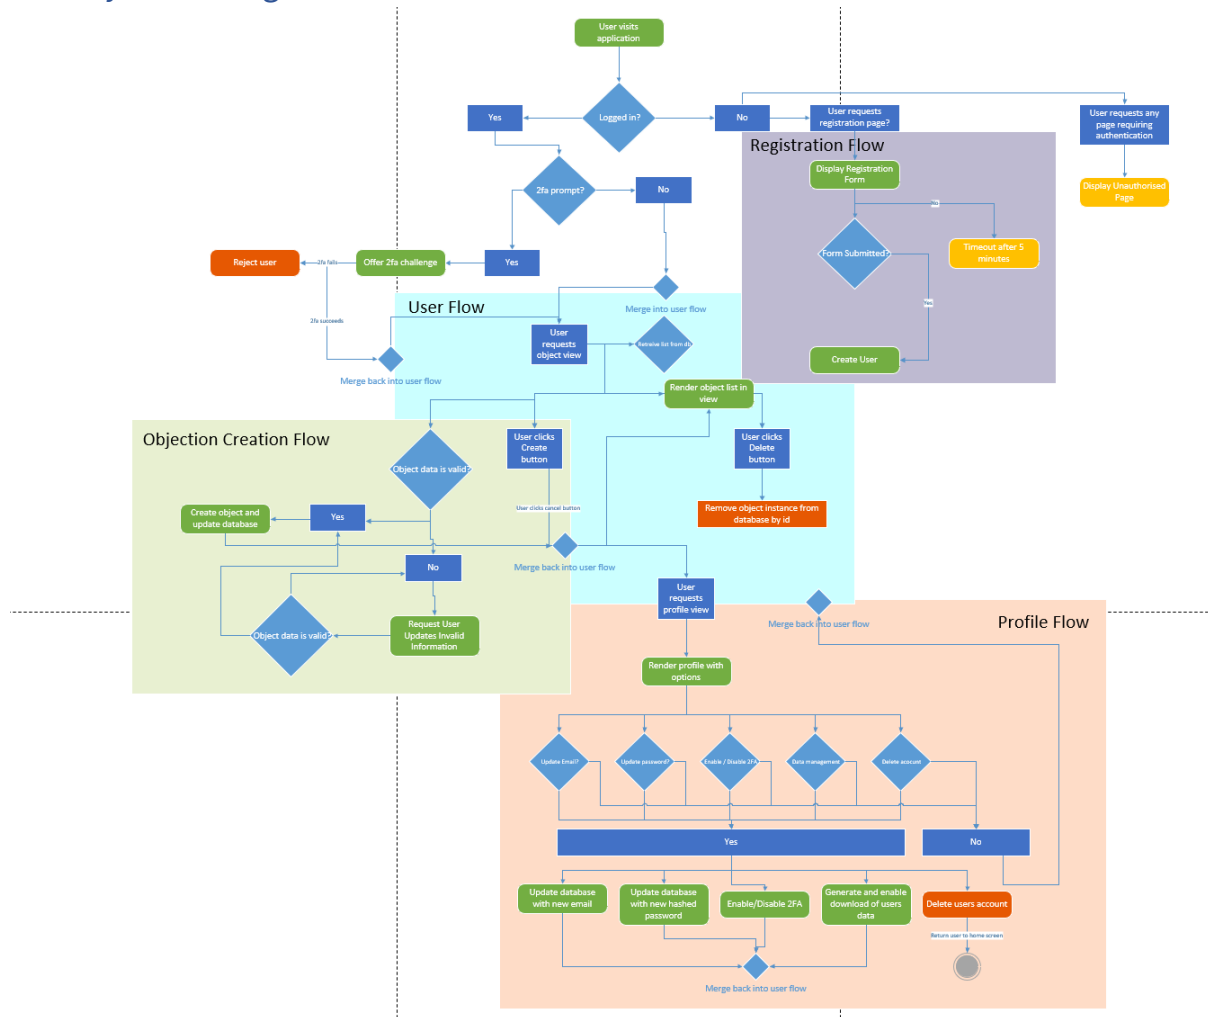 User visits
application
Yes
Logged in?
No
User requests
registration page?
User requests any
page requiring
authentication
Registration Flow
Display Registration
Form
2fa prompt?
No
Display Unauthorised
Page
No
Reject user
2fa fails
Offer 2fa challenge
Yes
Form Submitted?
Timeout after 5
minutes
User Flow
Merge into user flow
Yes
2fa succeeds
User
requests
object view
Retreive list from db
Create User
Merge back into user flow
Render object list in
view
Objection Creation Flow
User clicks
Create
button
User clicks
Delete
button
Object data is valid?
Create object and
update database
Yes
User clicks cancel button
Remove object instance from
database by id
No
Merge back into user flow
User
requests
profile view
Object data is valid?
Request User
Updates Invalid
Information
Merge back into user flow
Profile Flow
Render profile with
options
Update Email?
Update password?
Enable / Disable 2FA
Data management
Delete account
Yes
No
Update database
with new email
Update database
with new hashed
password
Enable/Disable 2FA
Generate and enable
download of users
data
Delete users account
Return user to home screen
Merge back into user flow